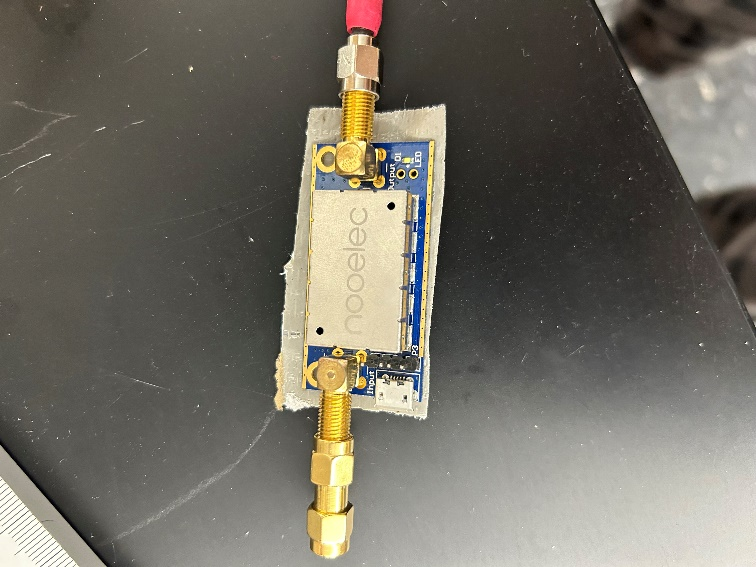 Output
D1
LED
nooelec
P3
Input